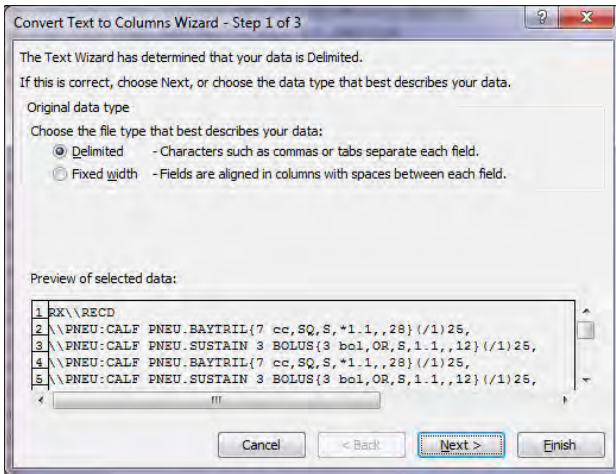 Convert Text to Columns Wizard - Step 1 of 3
The Text Wizard has determined that your data is Delimited.
If this is correct, choose Next, or choose the data type that best describes your data.
Original data type
Choose the file type that best describes your data:
Delimited - Characters such as commas or tabs separate each field.
Fixed width - Fields are aligned in columns with spaces between each field.
Preview of selected data:
1 RX\\RECD
2 \\PNEU:CALF PNEU.BAYTRIL{7 cc,SQ,S,*1.1,,28}(/1)25,
3 \\PNEU:CALF PNEU.SUSTAIN 3 BOLUS{3 bol,OR,S,1.1,,12}(/1)25,
4 \\PNEU:CALF PNEU.BAYTRIL{7 cc,SQ,S,*1.1,,28}(/1)25,
5 \\PNEU:CALF PNEU.SUSTAIN 3 BOLUS{3 bol,OR,S,1.1,,12}(/1)25,
Cancel < Back Next > Finish